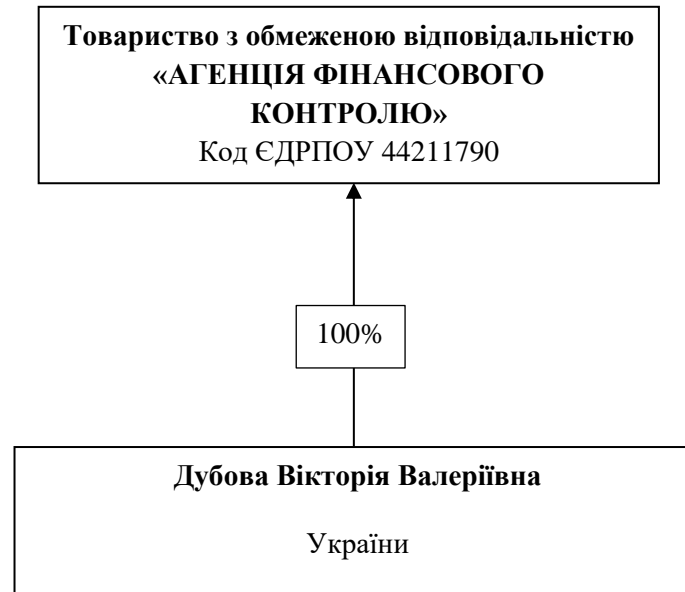 Товариство з обмеженою відповідальністю
«АГЕНЦІЯ ФІНАНСОВОГО
КОНТРОЛЮ»
Код ЄДРПОУ 44211790
100%
Дубова Вікторія Валеріївна
України